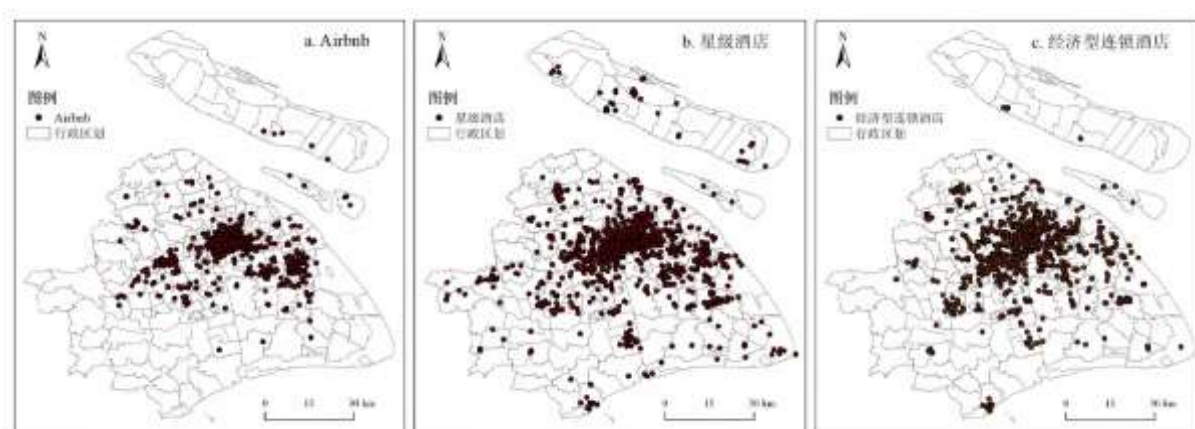 a. Airbnb
N
图例
Airbnb
行政区划
0 15 30 km
b. 星级酒店
N
图例
星级酒店
行政区划
0 15 30 km
c. 经济型连锁酒店
N
图例
经济型连锁酒店
行政区划
0 15 30 km